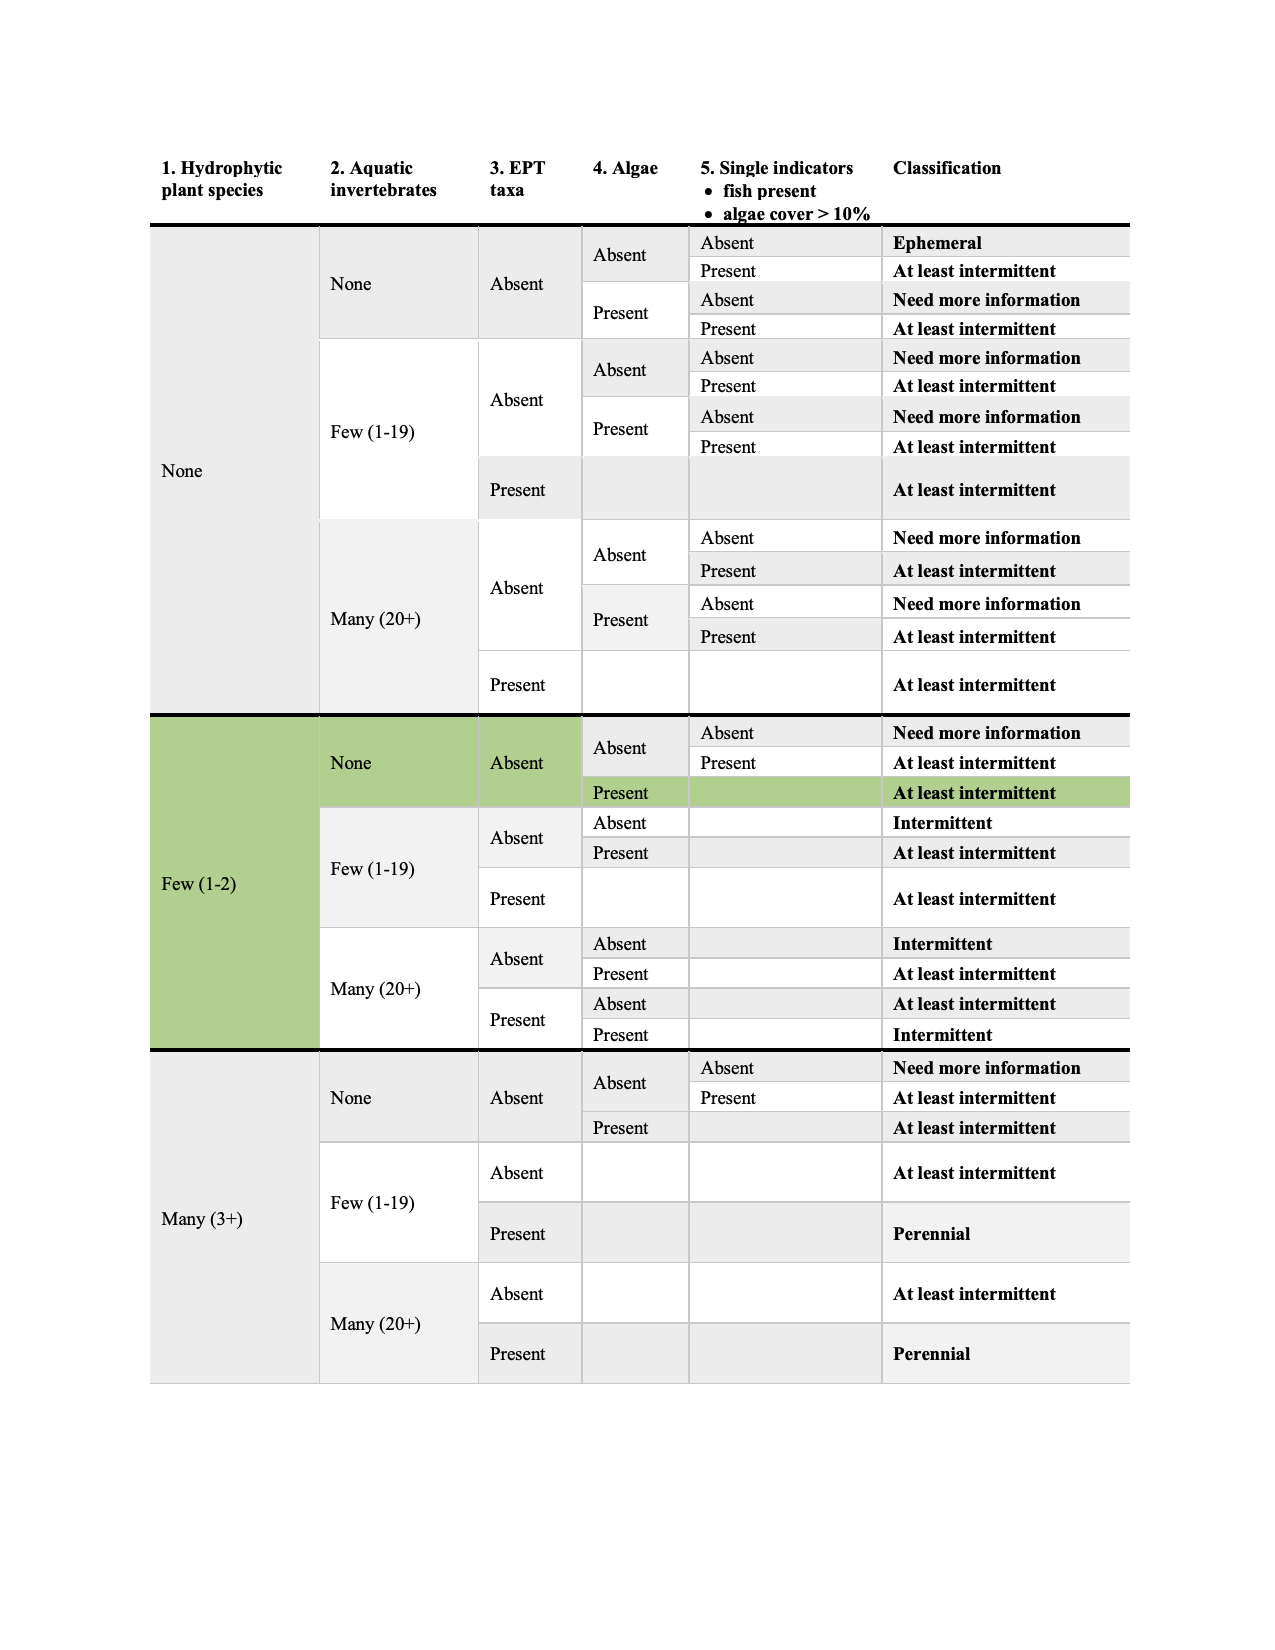 1. Hydrophytic plant species
2. Aquatic invertebrates
3. EPT taxa
4. Algae
5. Single indicators
• fish present
• algae cover > 10%
Classification
None
None
Absent
Absent
Absent
Ephemeral
Present
At least intermittent
Present
Absent
Need more information
Present
At least intermittent
Few (1-19)
Absent
Absent
Absent
Need more information
Present
At least intermittent
Present
Absent
Need more information
Present
At least intermittent
Present
At least intermittent
Many (20+)
Absent
Absent
Absent
Need more information
Present
At least intermittent
Present
Absent
Need more information
Present
At least intermittent
Present
At least intermittent
Few (1-2)
None
Absent
Absent
Absent
Need more information
Present
At least intermittent
Present
At least intermittent
Few (1-19)
Absent
Absent
Intermittent
Present
At least intermittent
Present
At least intermittent
Many (20+)
Absent
Absent
Intermittent
Present
At least intermittent
Present
Absent
At least intermittent
Present
Intermittent
Many (3+)
None
Absent
Absent
Absent
Need more information
Present
At least intermittent
Present
At least intermittent
Few (1-19)
Absent
At least intermittent
Present
Perennial
Many (20+)
Absent
At least intermittent
Present
Perennial